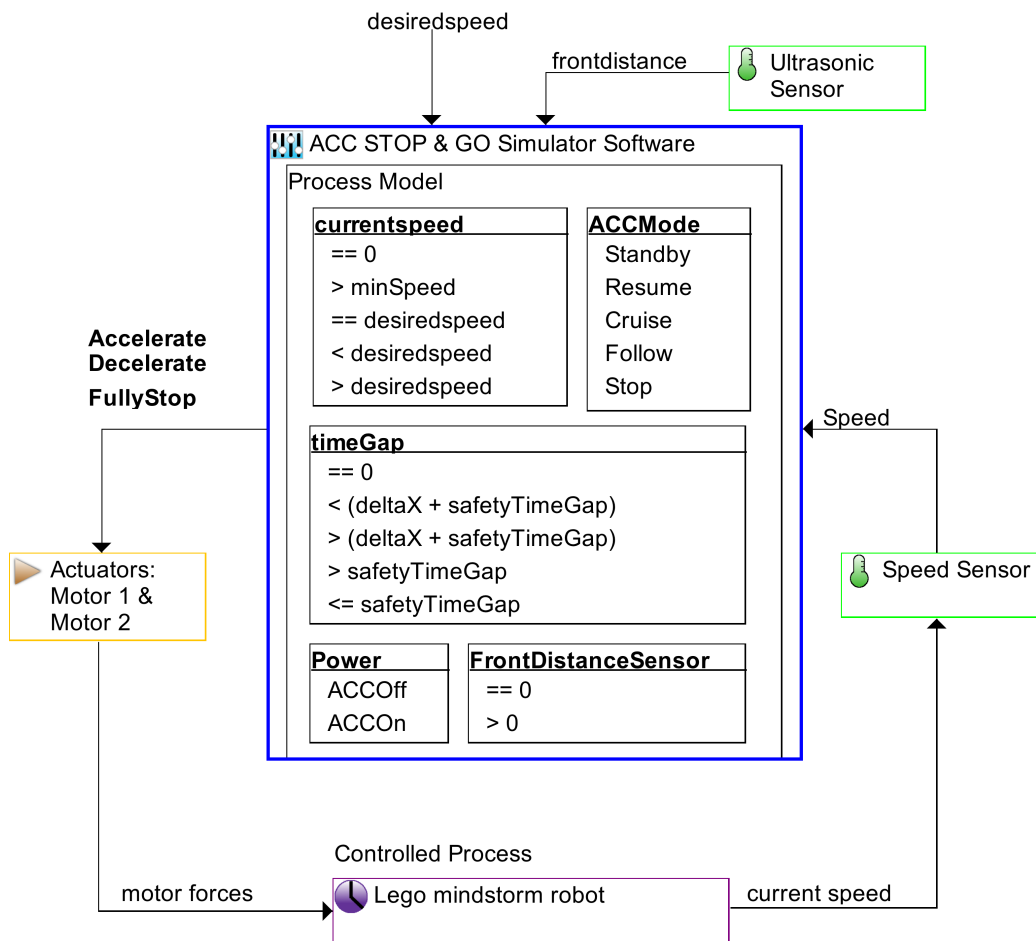 desiredspeed
frontdistance
Ultrasonic
Sensor
ACC STOP & GO Simulator Software
Process Model
currentspeed
== 0
> minSpeed
== desiredspeed
< desiredspeed
> desiredspeed
ACCMode
Standby
Resume
Cruise
Follow
Stop
Accelerate
Decelerate
FullyStop
timeGap
== 0
< (deltaX + safetyTimeGap)
> (deltaX + safetyTimeGap)
> safetyTimeGap
<= safetyTimeGap
Speed
Actuators:
Motor 1 &
Motor 2
Speed Sensor
Power
ACCOff
ACCOn
FrontDistanceSensor
== 0
> 0
Controlled Process
motor forces
Lego mindstorm robot
current speed